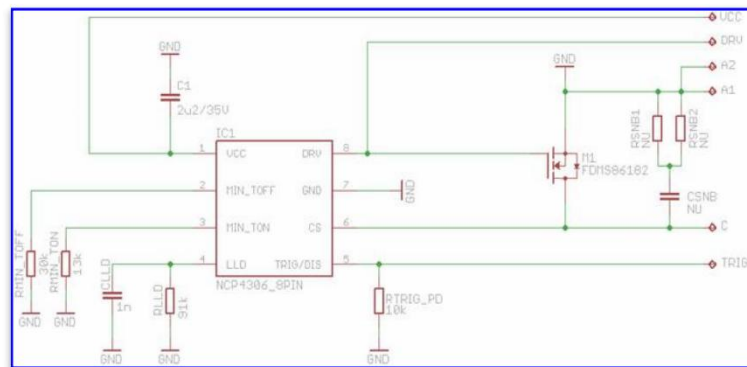 VCC
DRV
A2
A1
GND
GND
C1
2u2/35V
IC1
RSNB1
NU
RSNB2
NU
1
VCC
DRV
8
M1
FDMS86182
2
MIN_TOFF
GND
7
GND
CSNB
NU
3
MIN_TON
CS
6
C
4
LLD
TRIG/DIS
5
TRIG
RMIN_TOFF
30k
RMIN_TON
13k
CLLD
1n
RLLD
91k
NCP4306_8PIN
RTRIG_PD
10k
GND
GND
GND
GND
GND